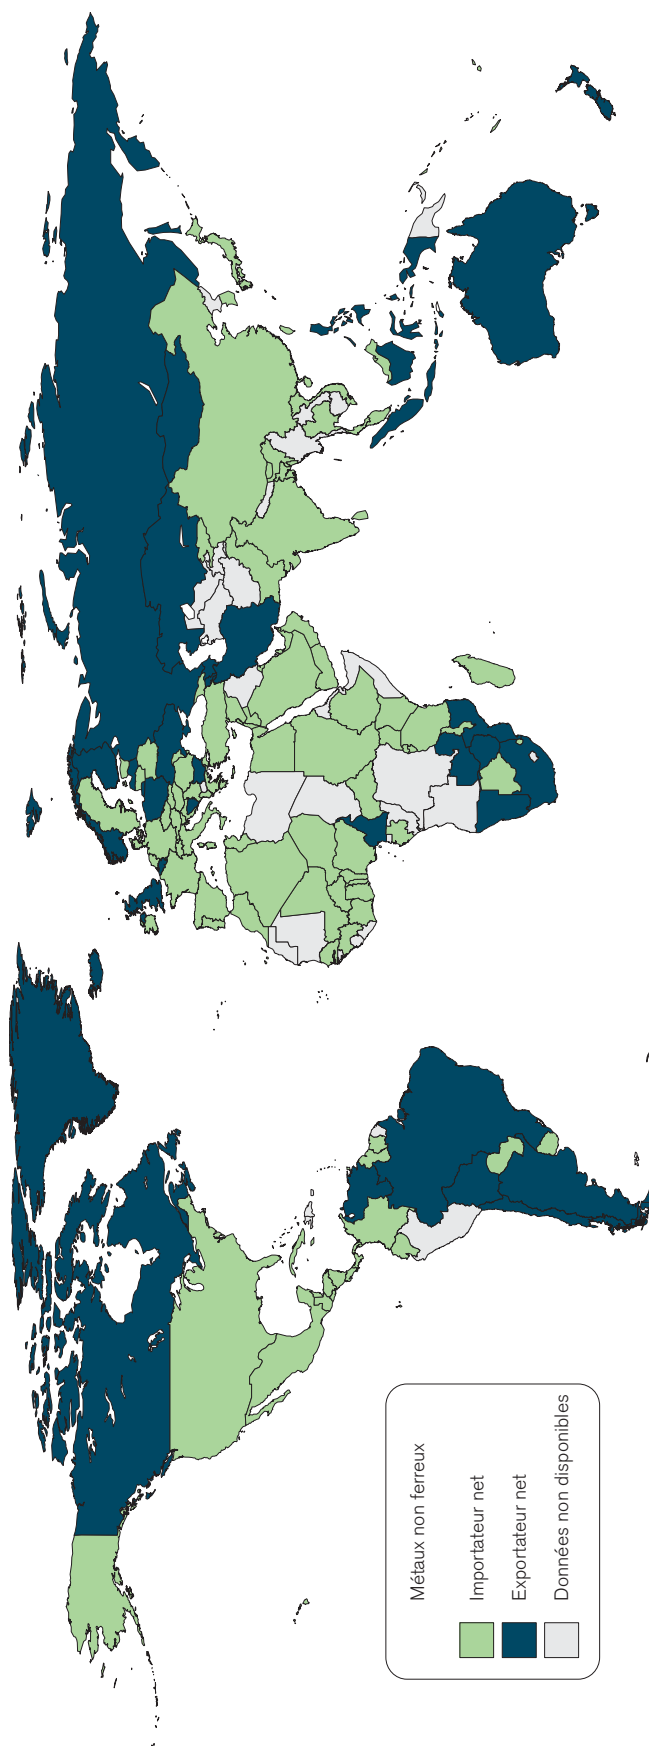 Métaux non ferreux
Importateur net
Exportateur net
Données non disponibles